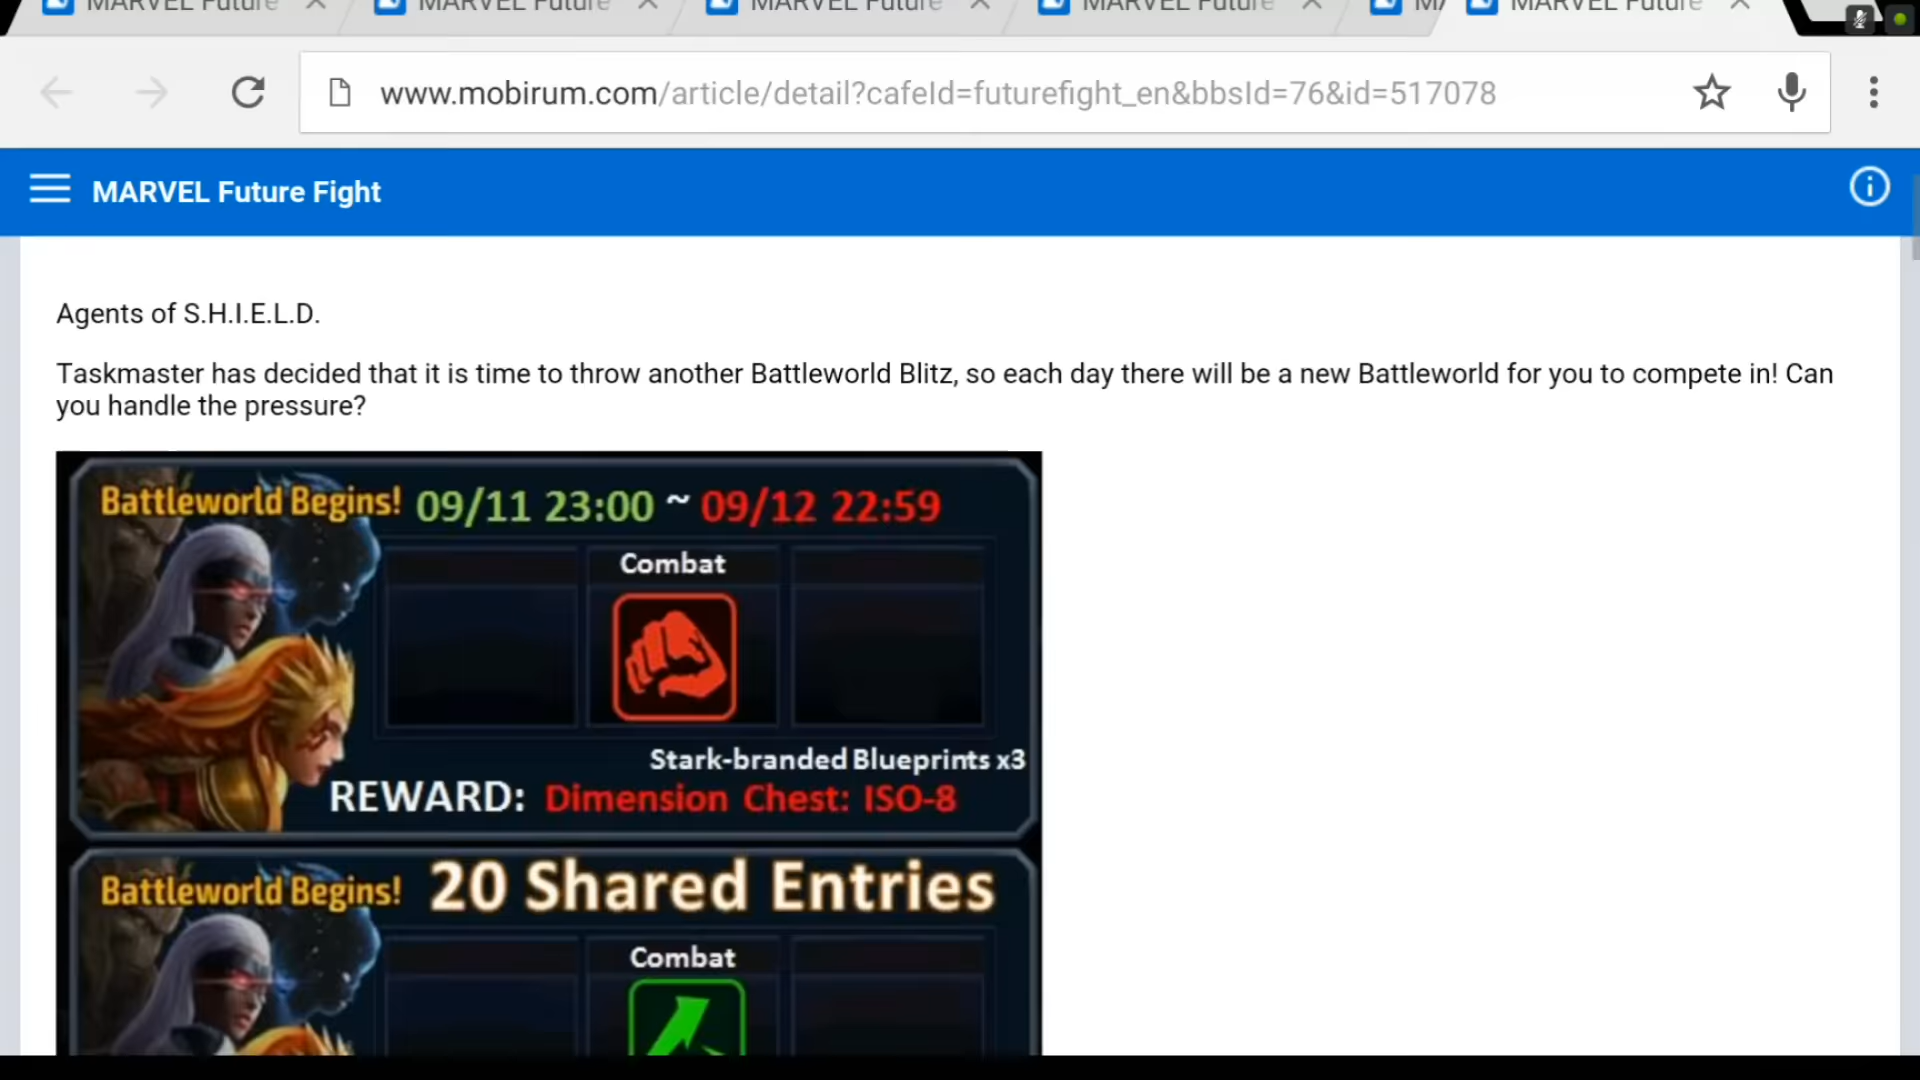 MARVEL Future
MARVEL Future
MARVEL Future
MARVEL Future
MARVEL Future
www.mobirum.com/article/detail?cafeId=futurefight_en&bbsId=76&id=517078
MARVEL Future Fight
Agents of S.H.I.E.L.D.
Taskmaster has decided that it is time to throw another Battleworld Blitz, so each day there will be a new Battleworld for you to compete in! Can
you handle the pressure?
Battleworld Begins! 09/11 23:00 ~ 09/12 22:59
Combat
Stark-branded Blueprints x3
REWARD: Dimension Chest: ISO-8
Battleworld Begins! 20 Shared Entries
Combat